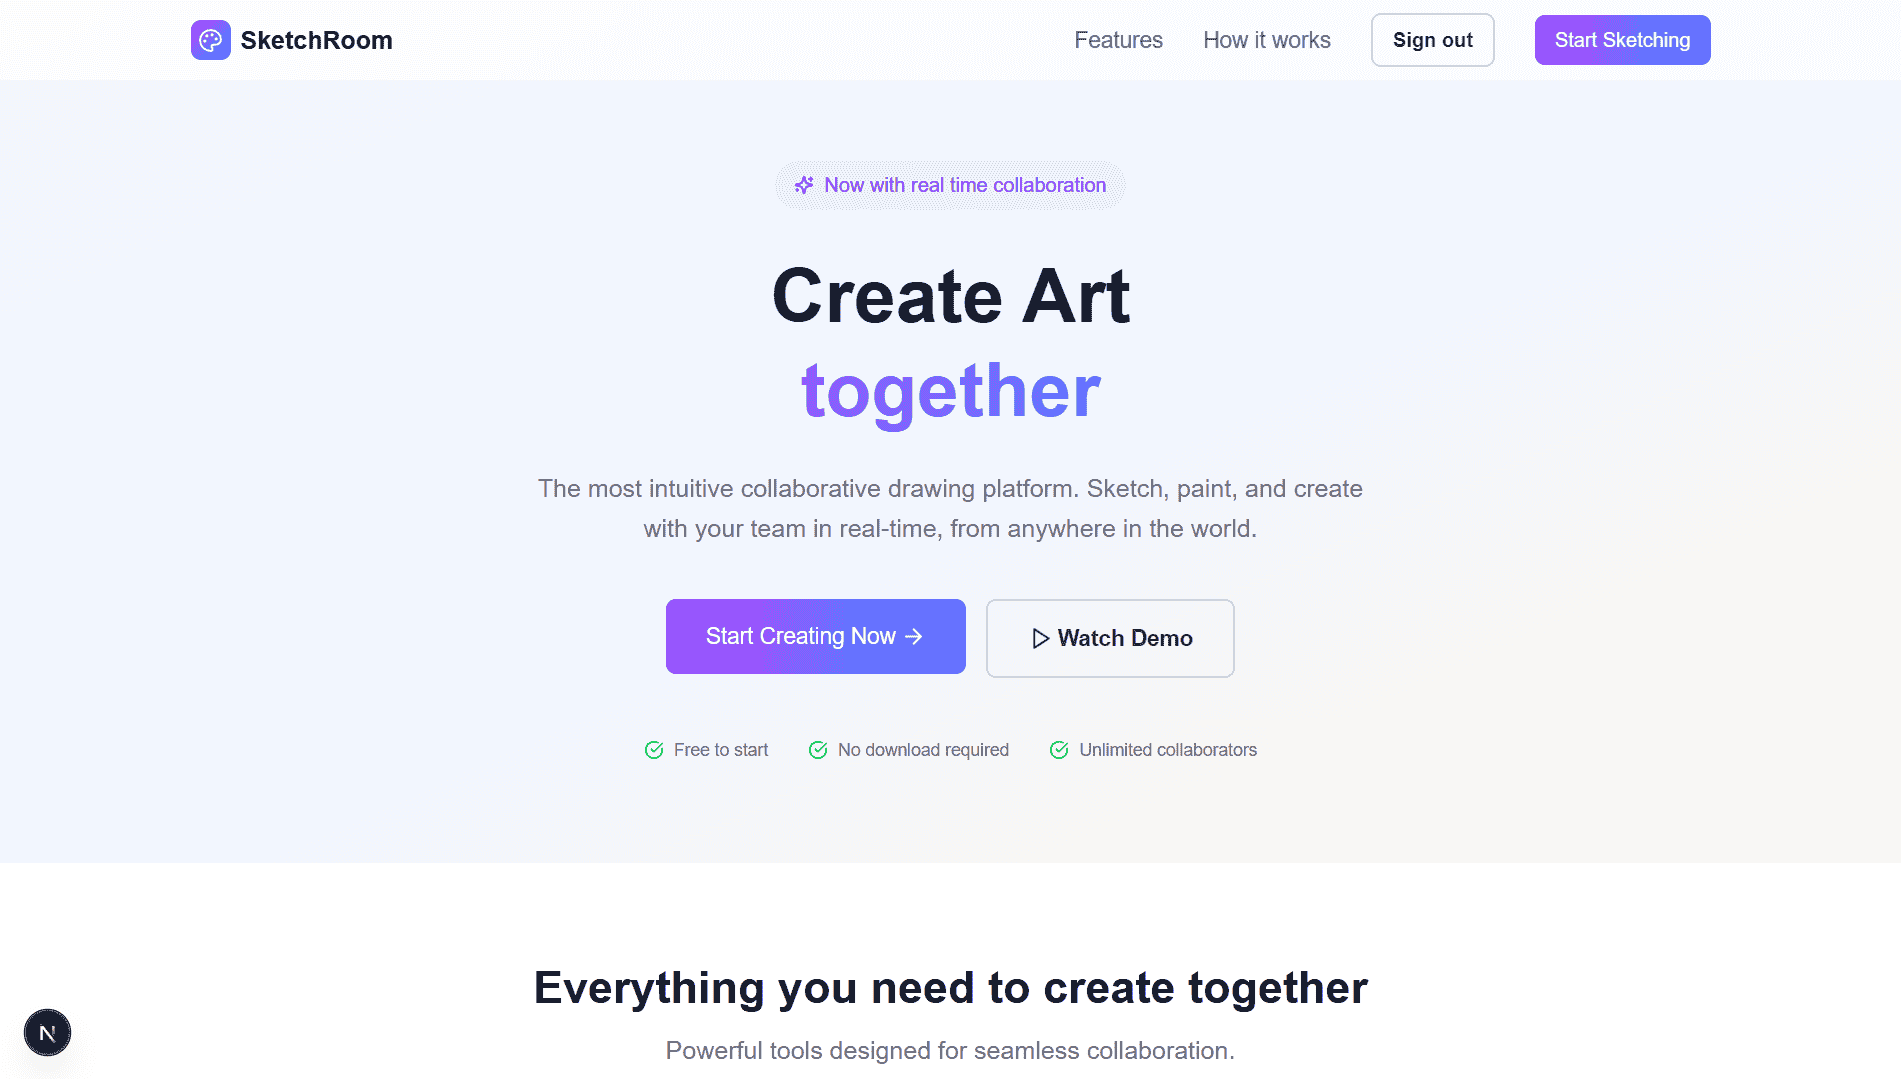 SketchRoom
Features
How it works
Sign out
Start Sketching
Now with real time collaboration
Create Art
together
The most intuitive collaborative drawing platform. Sketch, paint, and create
with your team in real-time, from anywhere in the world.
Start Creating Now
Watch Demo
Free to start
No download required
Unlimited collaborators
Everything you need to create together
Powerful tools designed for seamless collaboration.
N